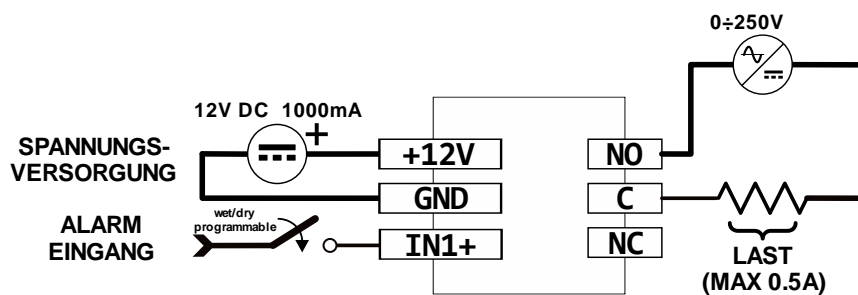 0÷250V
12V DC 1000mA
+
SPANNUNGS-
VERSORGUNG
+12V
NO
GND
C
ALARM
EINGANG
wet/dry
programmable
IN1+
NC
LAST
(MAX 0.5A)